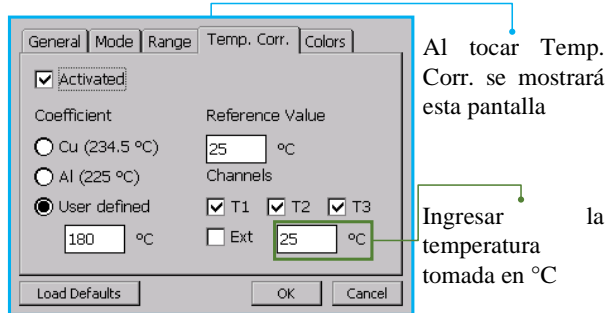 General Mode Range Temp. Corr. Colors
Activated
Coefficient Reference Value
Cu (234.5 ºC) 25 ºC
Al (225 ºC) Channels
User defined T1 T2 T3
180 ºC Ext 25 ºC
Load Defaults OK Cancel
Al tocar Temp.
Corr. se mostrará
esta pantalla
Ingresar la
temperatura
tomada en °C